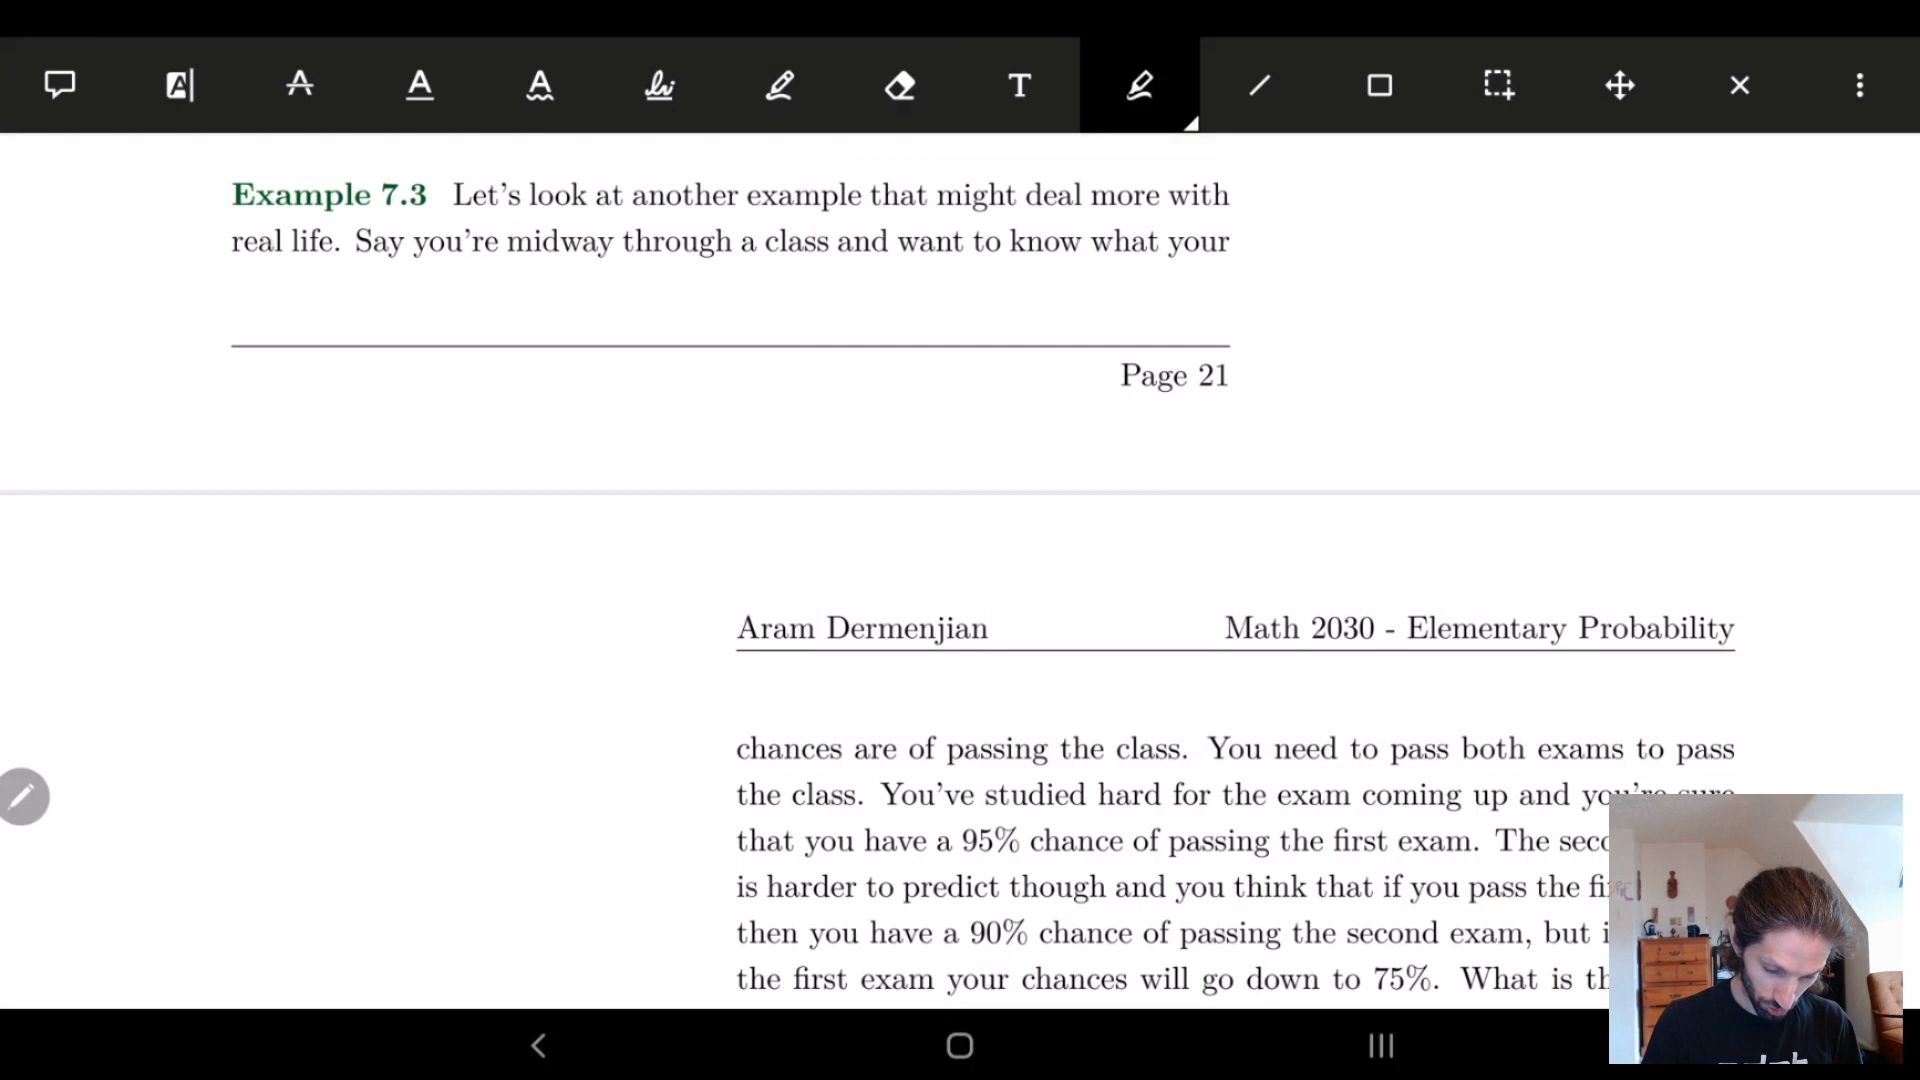 Example 7.3 Let's look at another example that might deal more with
real life. Say you're midway through a class and want to know what your
Page 21
Aram Dermenjian Math 2030 - Elementary Probability
chances are of passing the class. You need to pass both exams to pass
the class. You've studied hard for the exam coming up and you're sure
that you have a 95% chance of passing the first exam. The
is harder to predict though and you think that if you pass the
then you have a 90% chance of passing the second exam, but
the first exam your chances will go down to 75%. What is